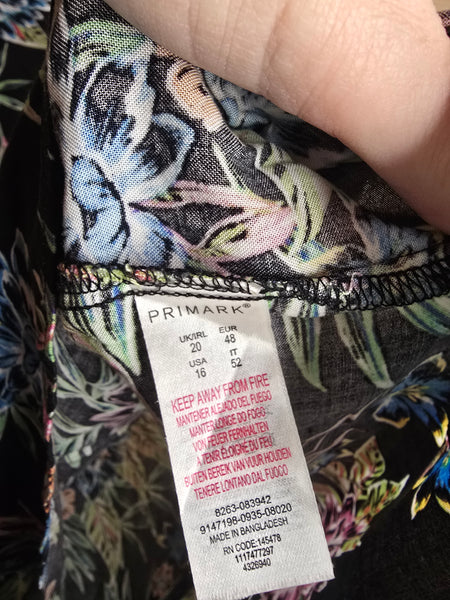 PRIMARK®
UK/IRL EUR
20 48
USA IT
16 52
KEEP AWAY FROM FIRE
MANTENER ALEJADO DEL FUEGO
MANTER LONGE DO FOGO
VON FEUER FERNHALTEN
A TENIR ÉLOIGNE DU FEU
BUITEN BEREIK VAN VUUR HOUDEN
TENERE LONTANO DAL FUOCO
8263-083942
9147198-0935-08020
MADE IN BANGLADESH
RN CODE: 145478
1117477297
4326940